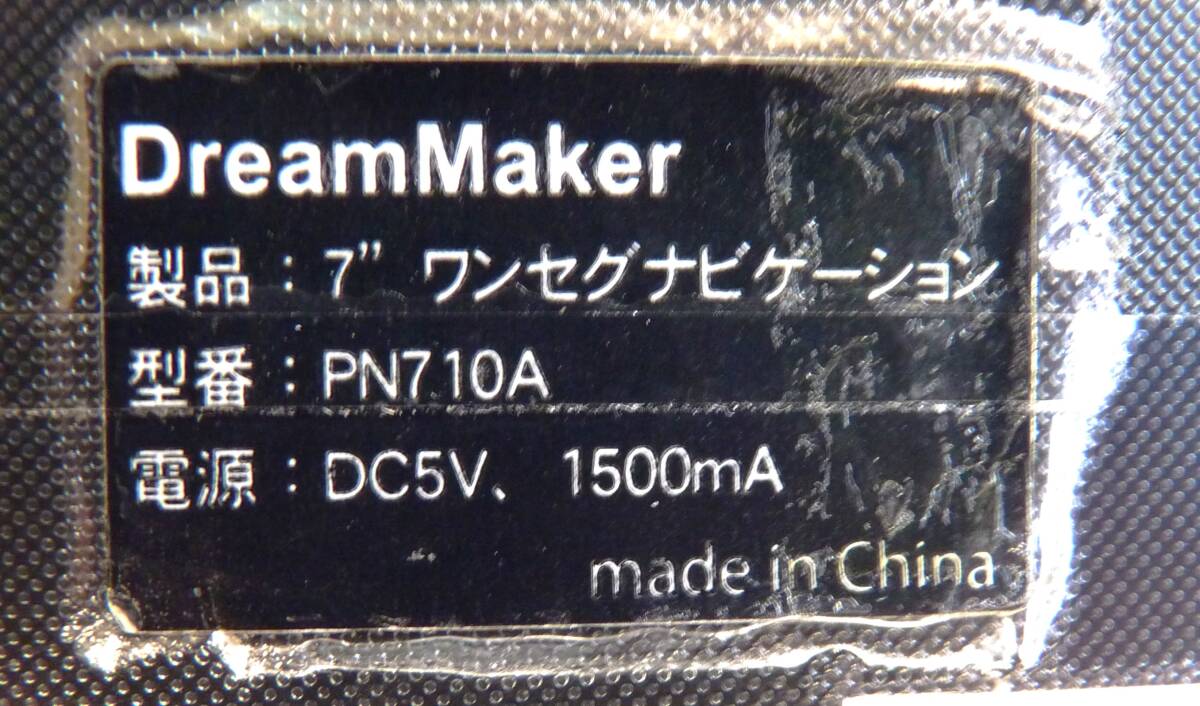 DreamMaker
製品：7” ワンセグナビゲーション
型番：PN710A
電源：DC5V、 1500mA
made in China